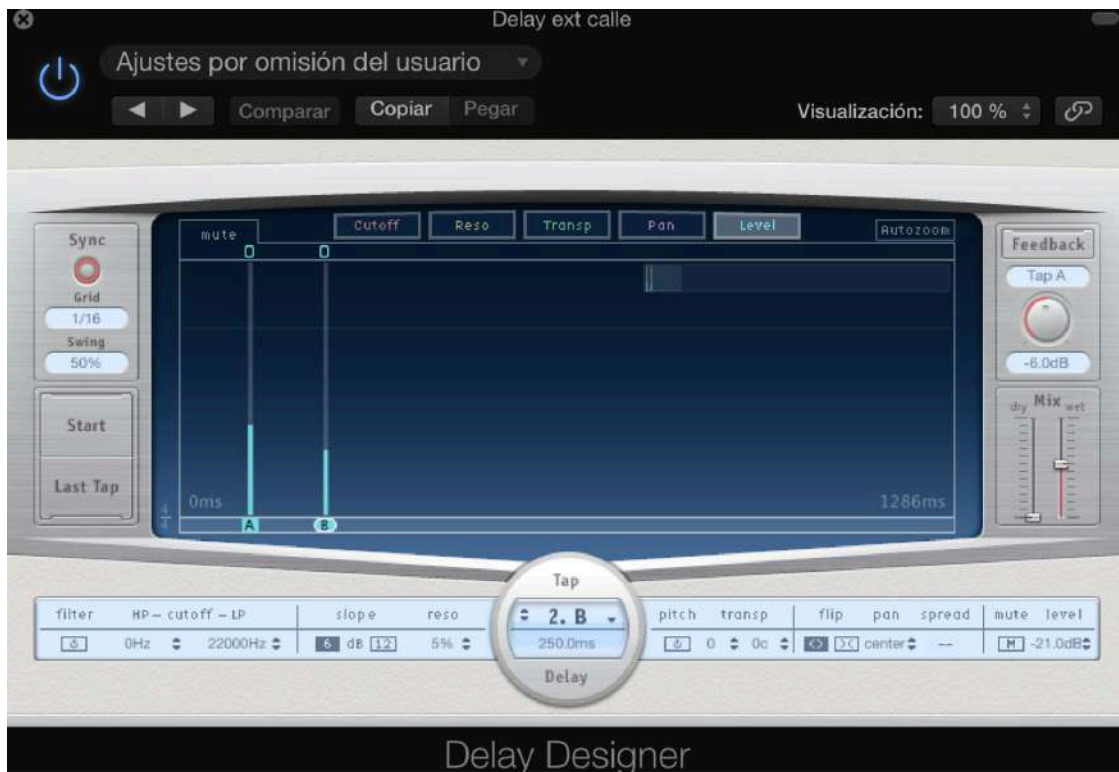 Delay ext calle
Ajustes por omisión del usuario
Comparar Copiar Pegar Visualización: 100 %
Cutoff Reso Transp Pan Level
mute Autozoom
Sync
Grid
1/16
Swing
50%
Start
Last Tap
Feedback
Tap A
-6.0dB
dry Mix wet
0ms 1286ms
4
4
A B
Tap
2. B
250.0ms
Delay
filter HP - cutoff - LP slope reso
0Hz 22000Hz 6 dB 12 5%
pitch transp flip pan spread mute level
0 0c center -- M -21.0dB
Delay Designer